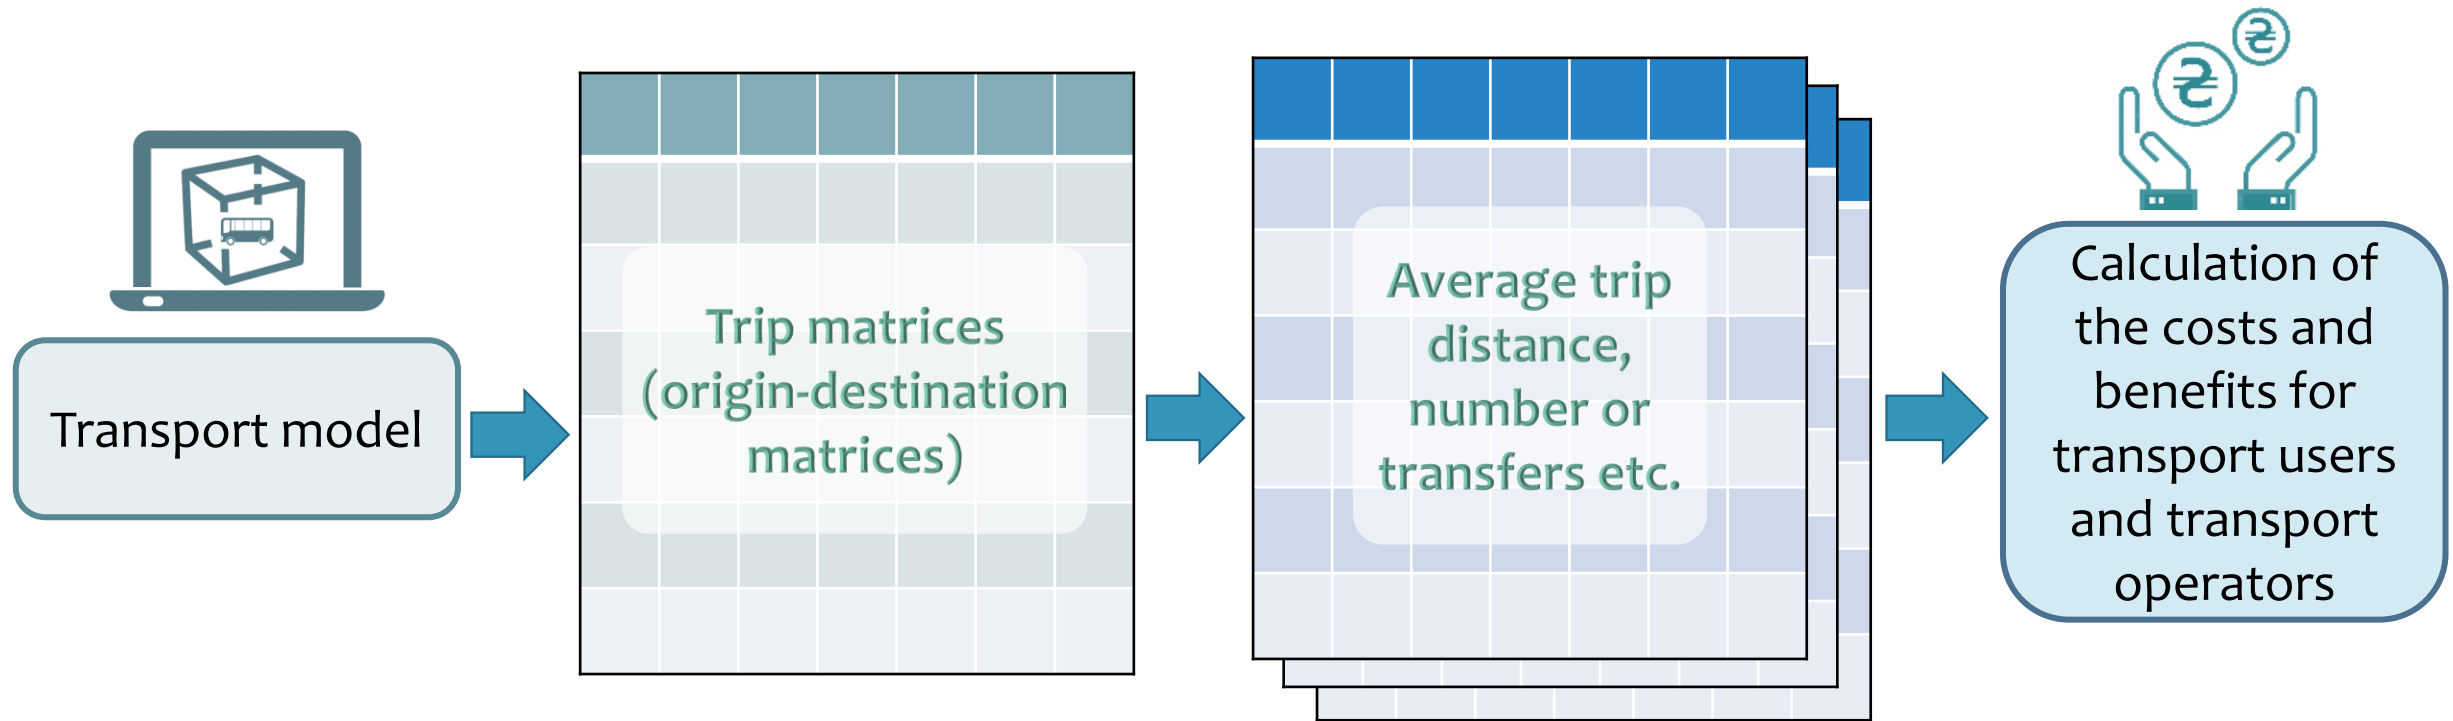 Transport model
Trip matrices
(origin-destination
matrices)
Average trip
distance,
number or
transfers etc.
₴
₴
Calculation of
the costs and
benefits for
transport users
and transport
operators